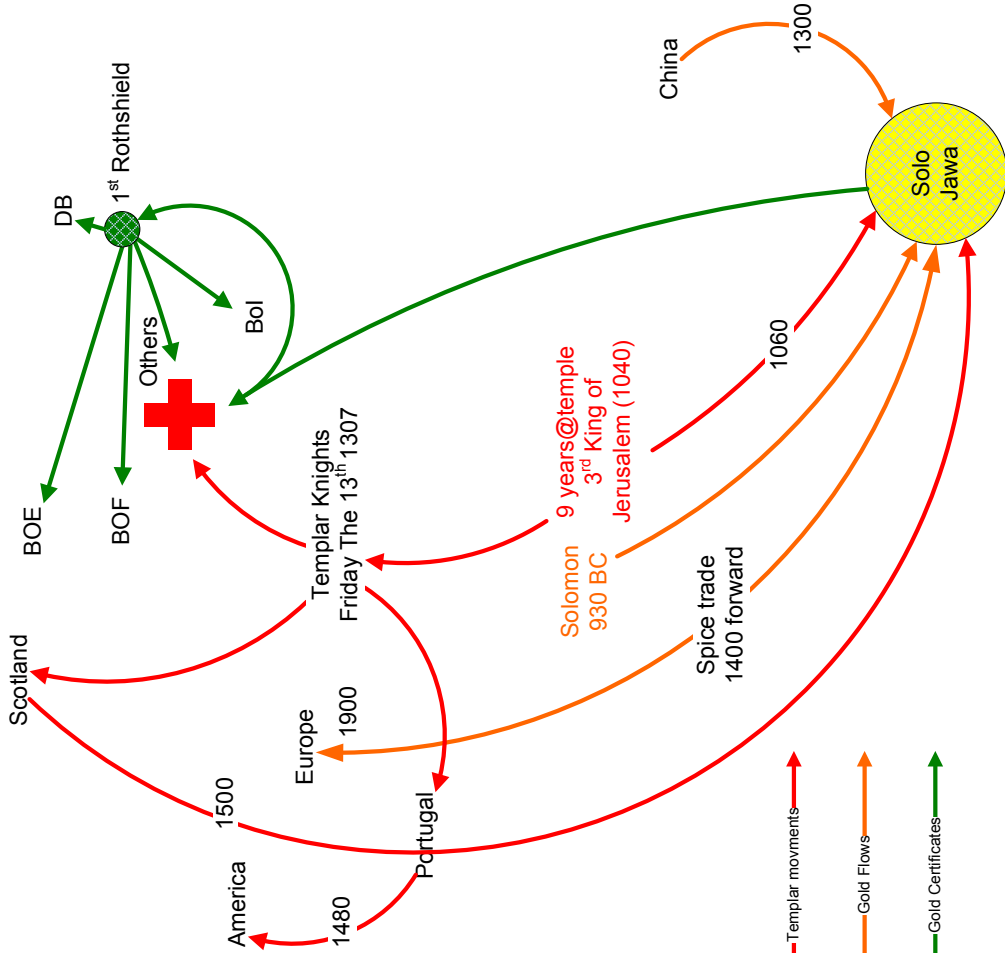 DB
1st Rothshield
BOE
BOF
Others
BoI
China
1300
Scotland
Templar Knights
Friday The 13th 1307
9 years@temple
3rd King of
Jerusalem (1040)
1060
Solo
Jawa
Solomon
930 BC
Spice trade
1400 forward
Europe
1900
1500
Portugal
America
1480
Templar movments
Gold Flows
Gold Certificates